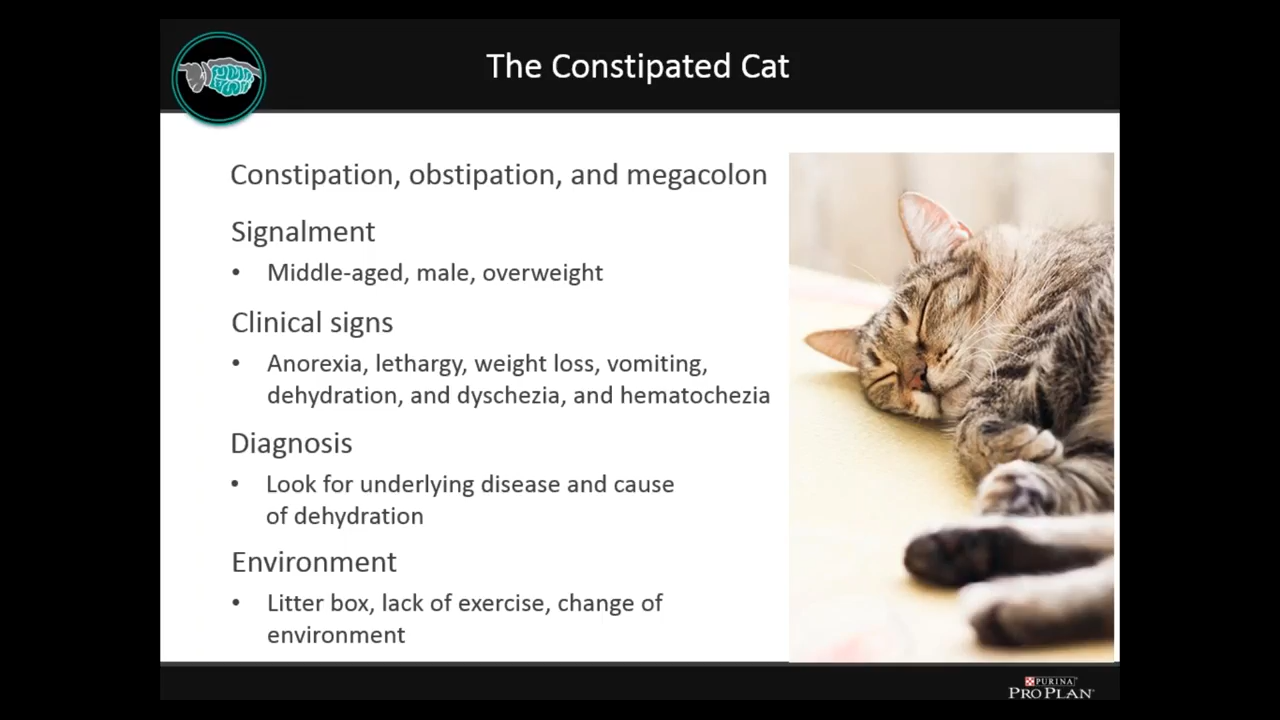 The Constipated Cat
Constipation, obstipation, and megacolon
Signalment
• Middle-aged, male, overweight
Clinical signs
• Anorexia, lethargy, weight loss, vomiting,
dehydration, and dyschezia, and hematochezia
Diagnosis
• Look for underlying disease and cause
of dehydration
Environment
• Litter box, lack of exercise, change of
environment
PURINA
PRO PLAN